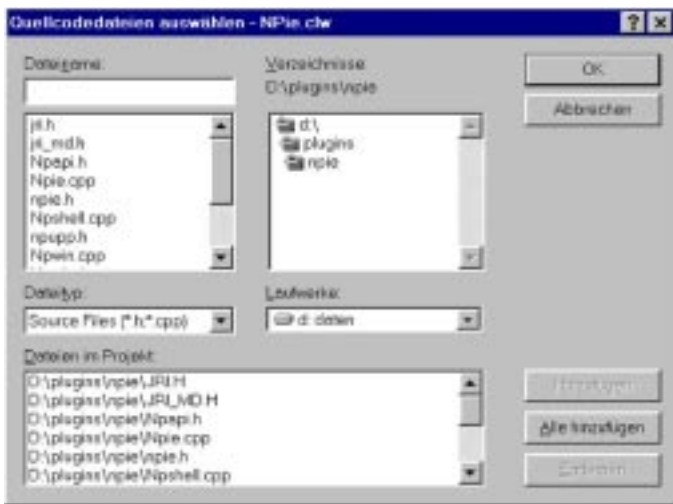 Quellcodedateien auswählen - NPie.clw
Dateiname:
Verzeichnisse:
D:\plugins\npie
OK
Abbrechen
jri.h
jri_md.h
Npapi.h
Npie.cpp
npie.h
Npshell.cpp
npupp.h
Npwin.cpp
d:\
plugins
npie
Dateityp:
Source Files (*.h;*.cpp)
Laufwerke:
d: daten
Dateien im Projekt:
D:\plugins\npie\JRI.H
D:\plugins\npie\JRI_MD.H
D:\plugins\npie\Npapi.h
D:\plugins\npie\Npie.cpp
D:\plugins\npie\npie.h
D:\plugins\npie\Npshell.cpp
Hinzufügen
Alle hinzufügen
Entfernen